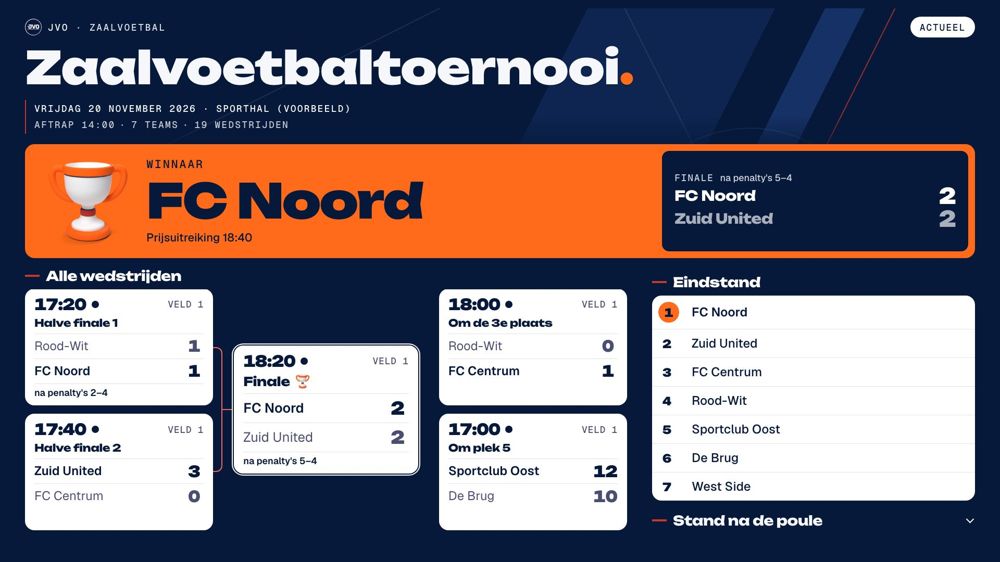 JVO JVO · ZAALVOETBAL
ACTUEEL
Zaalvoetbaltoernooi.
VRIJDAG 20 NOVEMBER 2026 · SPORTHAL (VOORBEELD)
AFTRAP 14:00 · 7 TEAMS · 19 WEDSTRIJDEN
WINNAAR
FC Noord
Prijsuitreiking 18:40
FINALE na penalty's 5–4
FC Noord 2
Zuid United 2
Alle wedstrijden
17:20 • VELD 1
Halve finale 1
Rood-Wit 1
FC Noord 1
na penalty's 2–4
17:40 • VELD 1
Halve finale 2
Zuid United 3
FC Centrum 0
18:20 • VELD 1
Finale
FC Noord 2
Zuid United 2
na penalty's 5–4
18:00 • VELD 1
Om de 3e plaats
Rood-Wit 0
FC Centrum 1
17:00 • VELD 1
Om plek 5
Sportclub Oost 12
De Brug 10
Eindstand
1 FC Noord
2 Zuid United
3 FC Centrum
4 Rood-Wit
5 Sportclub Oost
6 De Brug
7 West Side
Stand na de poule